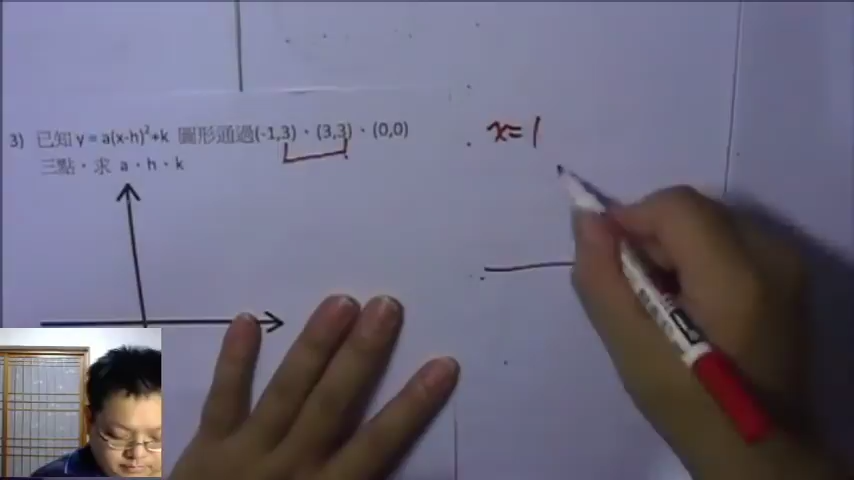 3) 已知 y = a(x-h)²+k 圖形通過(-1,3)、(3,3)、(0,0)
三點，求 a、h、k
x=1